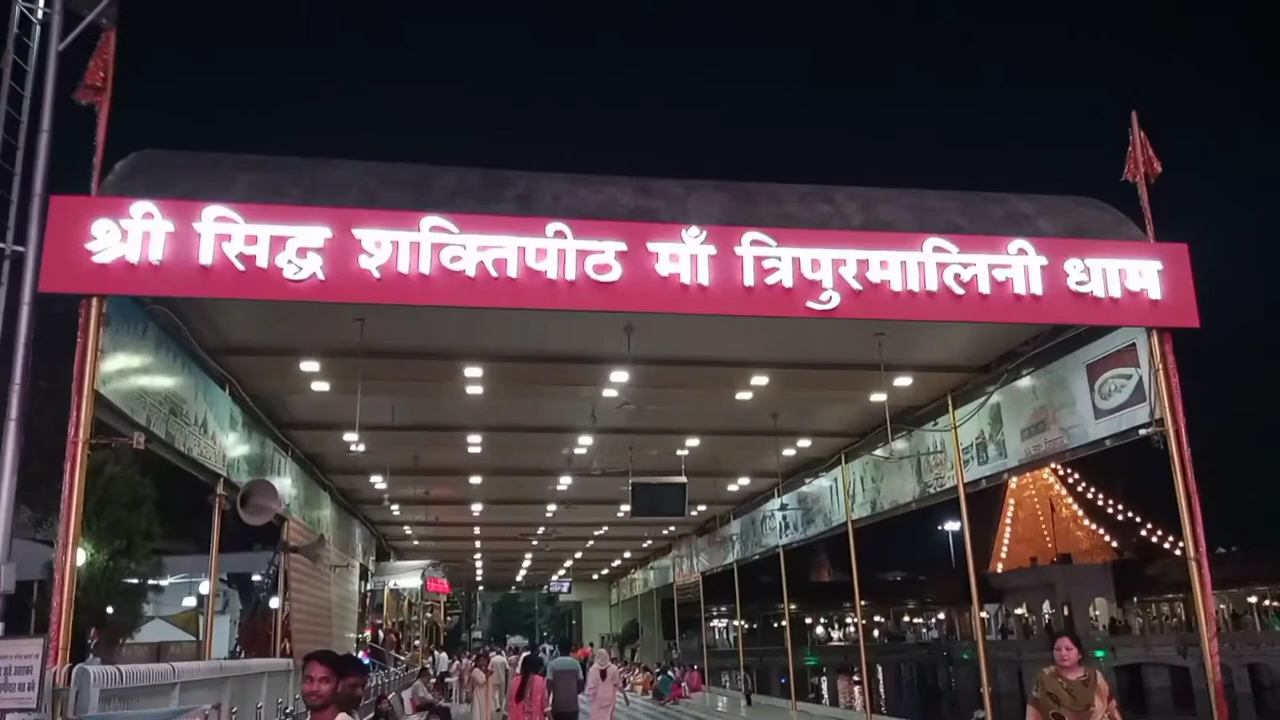 श्री सिद्ध शक्तिपीठ माँ त्रिपुरमालिनी धाम